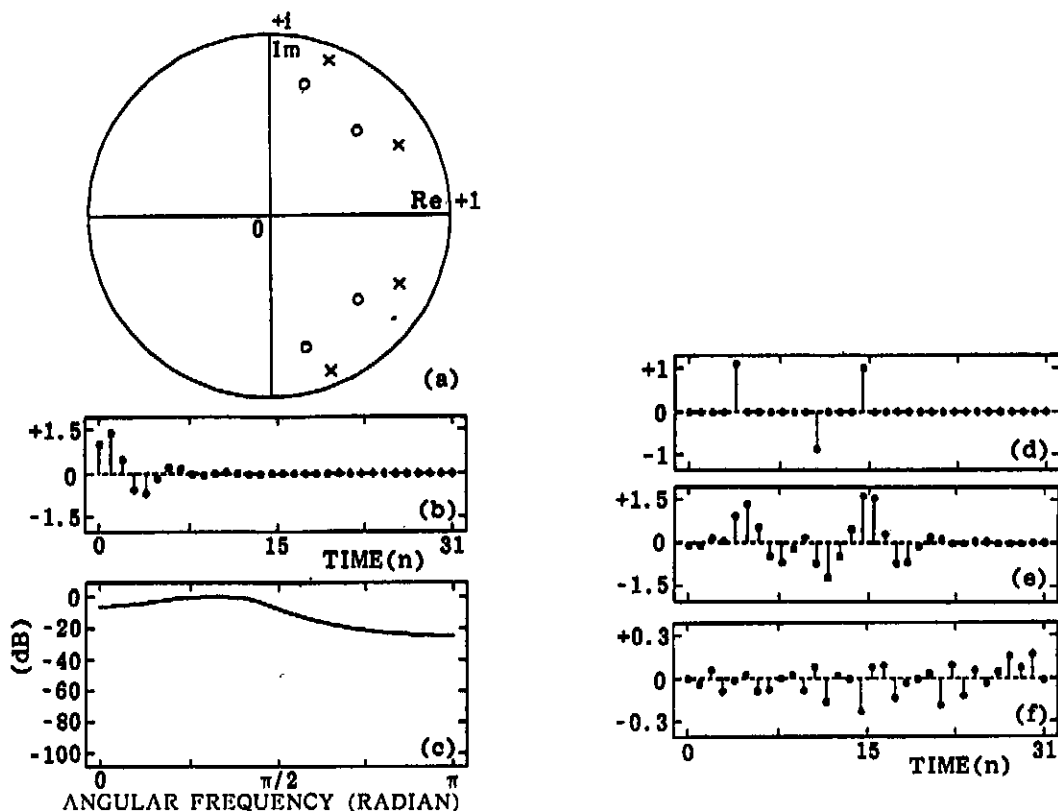 +i
Im
Re +1
0
(a)
+1.5
0
-1.5
(b)
0 15 31
TIME(n)
0
-20
-40
-60
-80
-100
(dB)
(c)
0 π/2 π
ANGULAR FREQUENCY (RADIAN)
+1
0
-1
(d)
+1.5
0
-1.5
(e)
+0.3
0
-0.3
(f)
0 15 31
TIME(n)